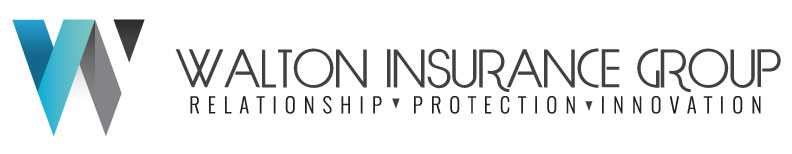 WALTON INSURANCE GROUP
RELATIONSHIP▼PROTECTION▼INNOVATION